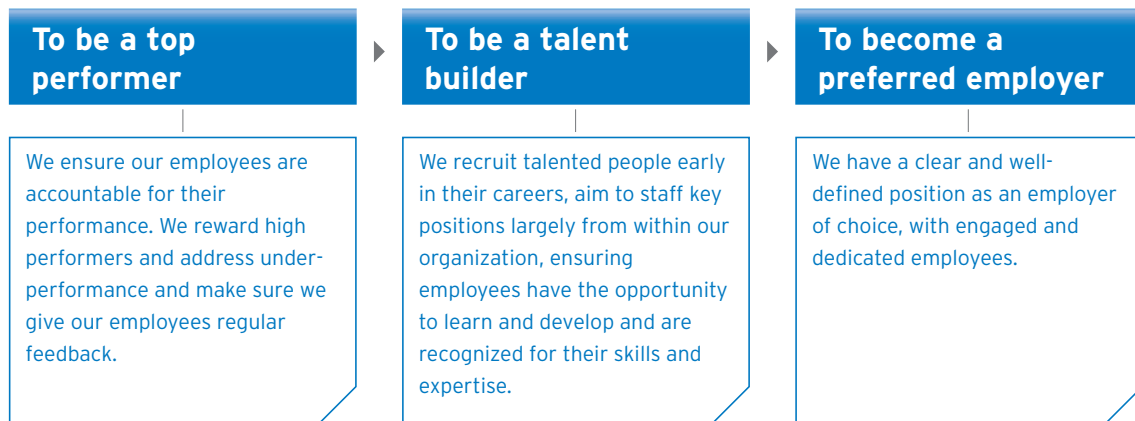 To be a top
performer
We ensure our employees are
accountable for their
performance. We reward high
performers and address under-
performance and make sure we
give our employees regular
feedback.
To be a talent
builder
We recruit talented people early
in their careers, aim to staff key
positions largely from within our
organization, ensuring
employees have the opportunity
to learn and develop and are
recognized for their skills and
expertise.
To become a
preferred employer
We have a clear and well-
defined position as an employer
of choice, with engaged and
dedicated employees.